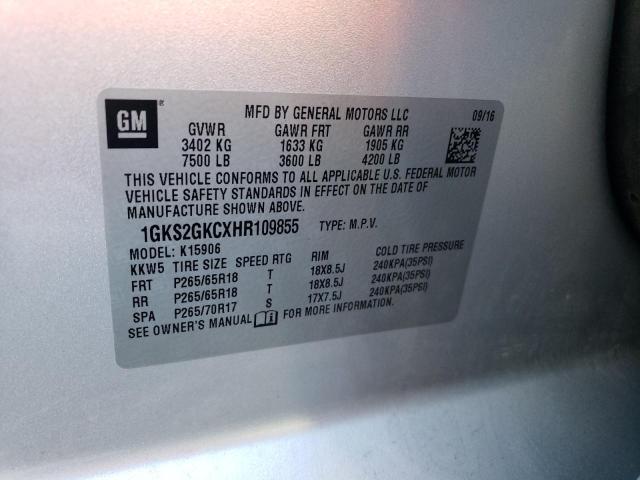 GM
MFD BY GENERAL MOTORS LLC 09/16
GVWR GAWR FRT GAWR RR
3402 KG 1633 KG 1905 KG
7500 LB 3600 LB 4200 LB
THIS VEHICLE CONFORMS TO ALL APPLICABLE U.S. FEDERAL MOTOR
VEHICLE SAFETY STANDARDS IN EFFECT ON THE DATE OF
MANUFACTURE SHOWN ABOVE.
1GKS2GKCXHR109855 TYPE: M.P.V.
MODEL: K15906
KKW5 TIRE SIZE SPEED RTG RIM COLD TIRE PRESSURE
FRT P265/65R18 T 18X8.5J 240KPA(35PSI)
RR P265/65R18 T 18X8.5J 240KPA(35PSI)
SPA P265/70R17 S 17X7.5J 240KPA(35PSI)
SEE OWNER'S MANUAL FOR MORE INFORMATION.